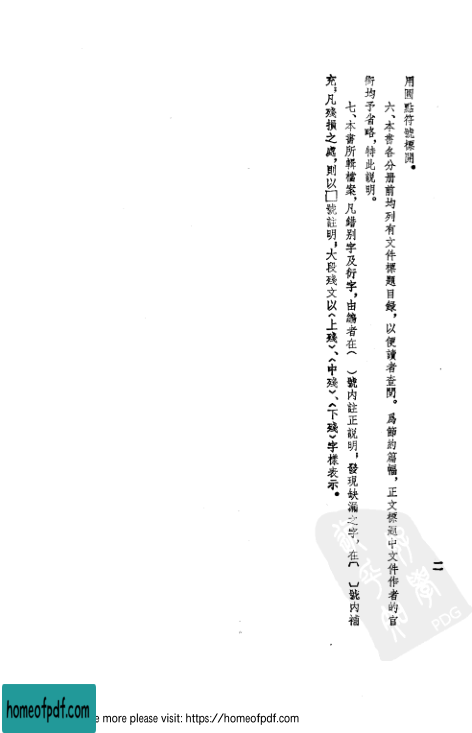 用圓點符號標開。
六、本書各分册前均列有文件標題目録，以便讀者查閲。爲節約篇幅，正文標題中文件作者的官
銜均予省略，特此説明。
七、本書所輯檔案，凡錯别字及衍字，由編者在（　）號内註正説明，發現缺漏之字，在〔　〕號内補
充；凡殘損之處，則以□號註明，大段殘文以〈上殘〉、〈中殘〉、〈下殘〉字樣表示。
二
PDG
homeofpdf.com
e more please visit: https://homeofpdf.com